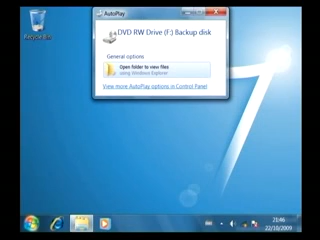 AutoPlay
DVD RW Drive (F:) Backup disk
General options
Open folder to view files
using Windows Explorer
View more AutoPlay options in Control Panel
Recycle Bin
21:46
22/10/2009